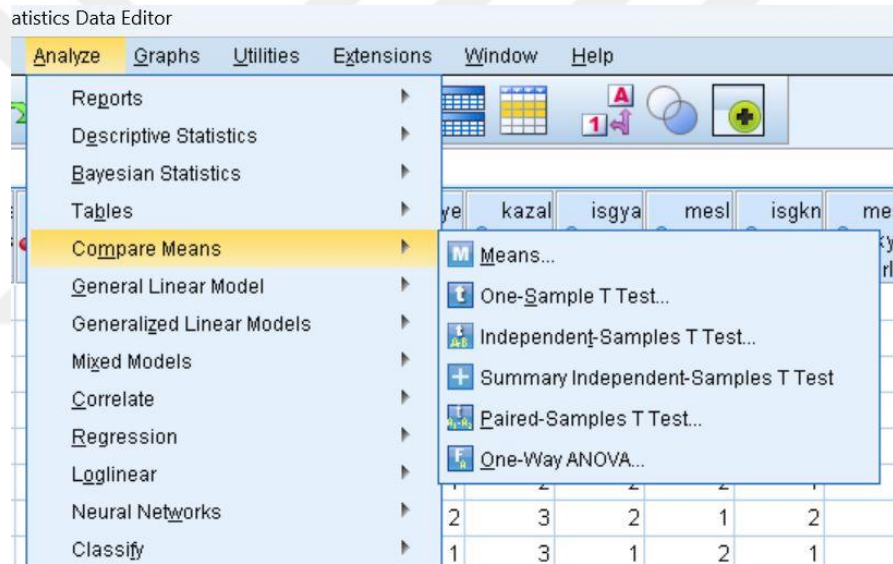 atistics Data Editor
Analyze Graphs Utilities Extensions Window Help
Reports
Descriptive Statistics
Bayesian Statistics
Tables
Compare Means
General Linear Model
Generalized Linear Models
Mixed Models
Correlate
Regression
Loglinear
Neural Networks
Classify
A
1
ye kazal isgya mesl isgkn me
M Means...
t One-Sample T Test...
Independent-Samples T Test...
Summary Independent-Samples T Test
Paired-Samples T Test...
One-Way ANOVA...
2 3 2 1 2
1 3 1 2 1